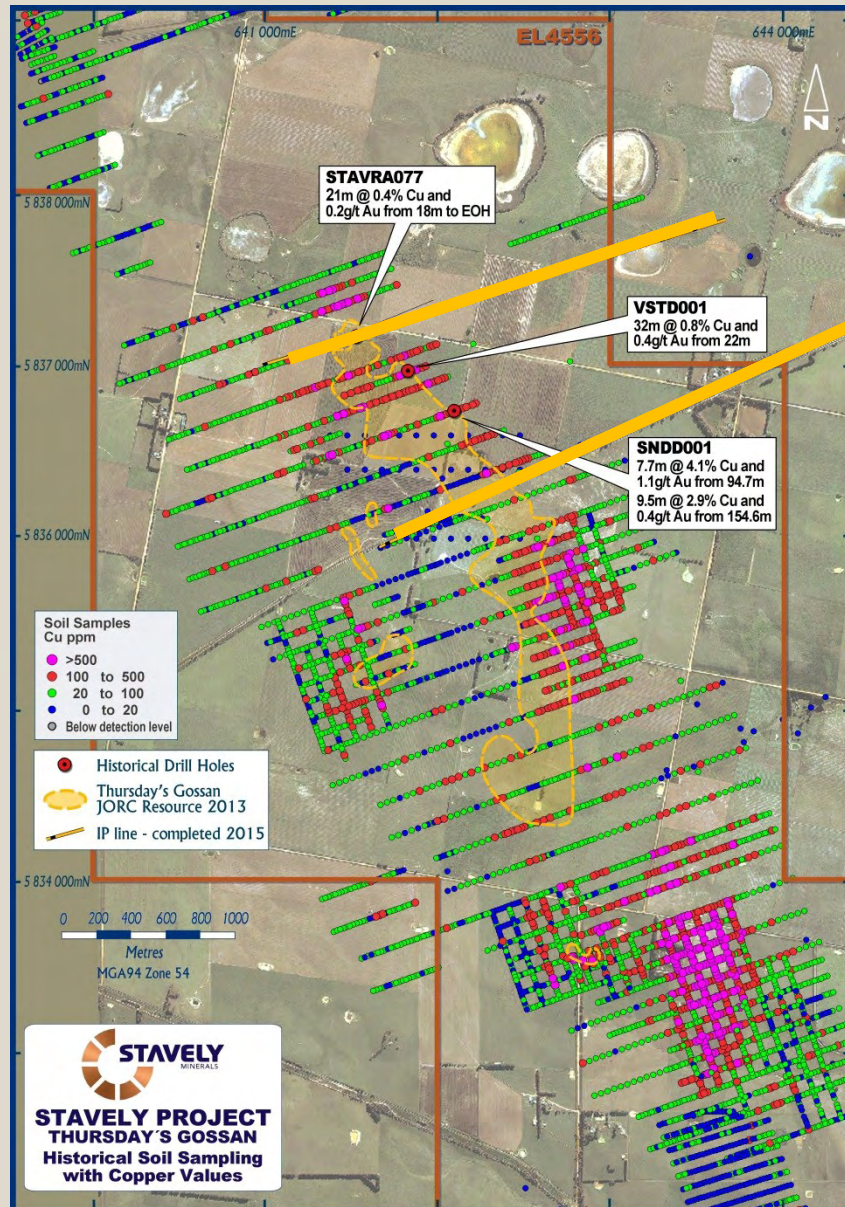 641 000mE
EL4556
644 000mE
N
STAVRA077
21m @ 0.4% Cu and
0.2g/t Au from 18m to EOH
5 838 000mN
VSTD001
32m @ 0.8% Cu and
0.4g/t Au from 22m
5 837 000mN
SNDD001
7.7m @ 4.1% Cu and
1.1g/t Au from 94.7m
9.5m @ 2.9% Cu and
0.4g/t Au from 154.6m
5 836 000mN
Soil Samples
Cu ppm
>500
100 to 500
20 to 100
0 to 20
Below detection level
Historical Drill Holes
Thursday's Gossan
JORC Resource 2013
IP line - completed 2015
5 834 000mN
0 200 400 600 800 1000
Metres
MGA94 Zone 54
STAVELY
MINERALS
STAVELY PROJECT
THURSDAY'S GOSSAN
Historical Soil Sampling
with Copper Values